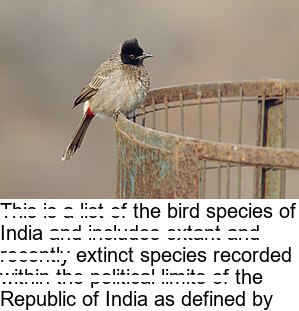 This is a list of the bird species of
India and includes extant and
recently extinct species recorded
within the political limits of the
Republic of India as defined by